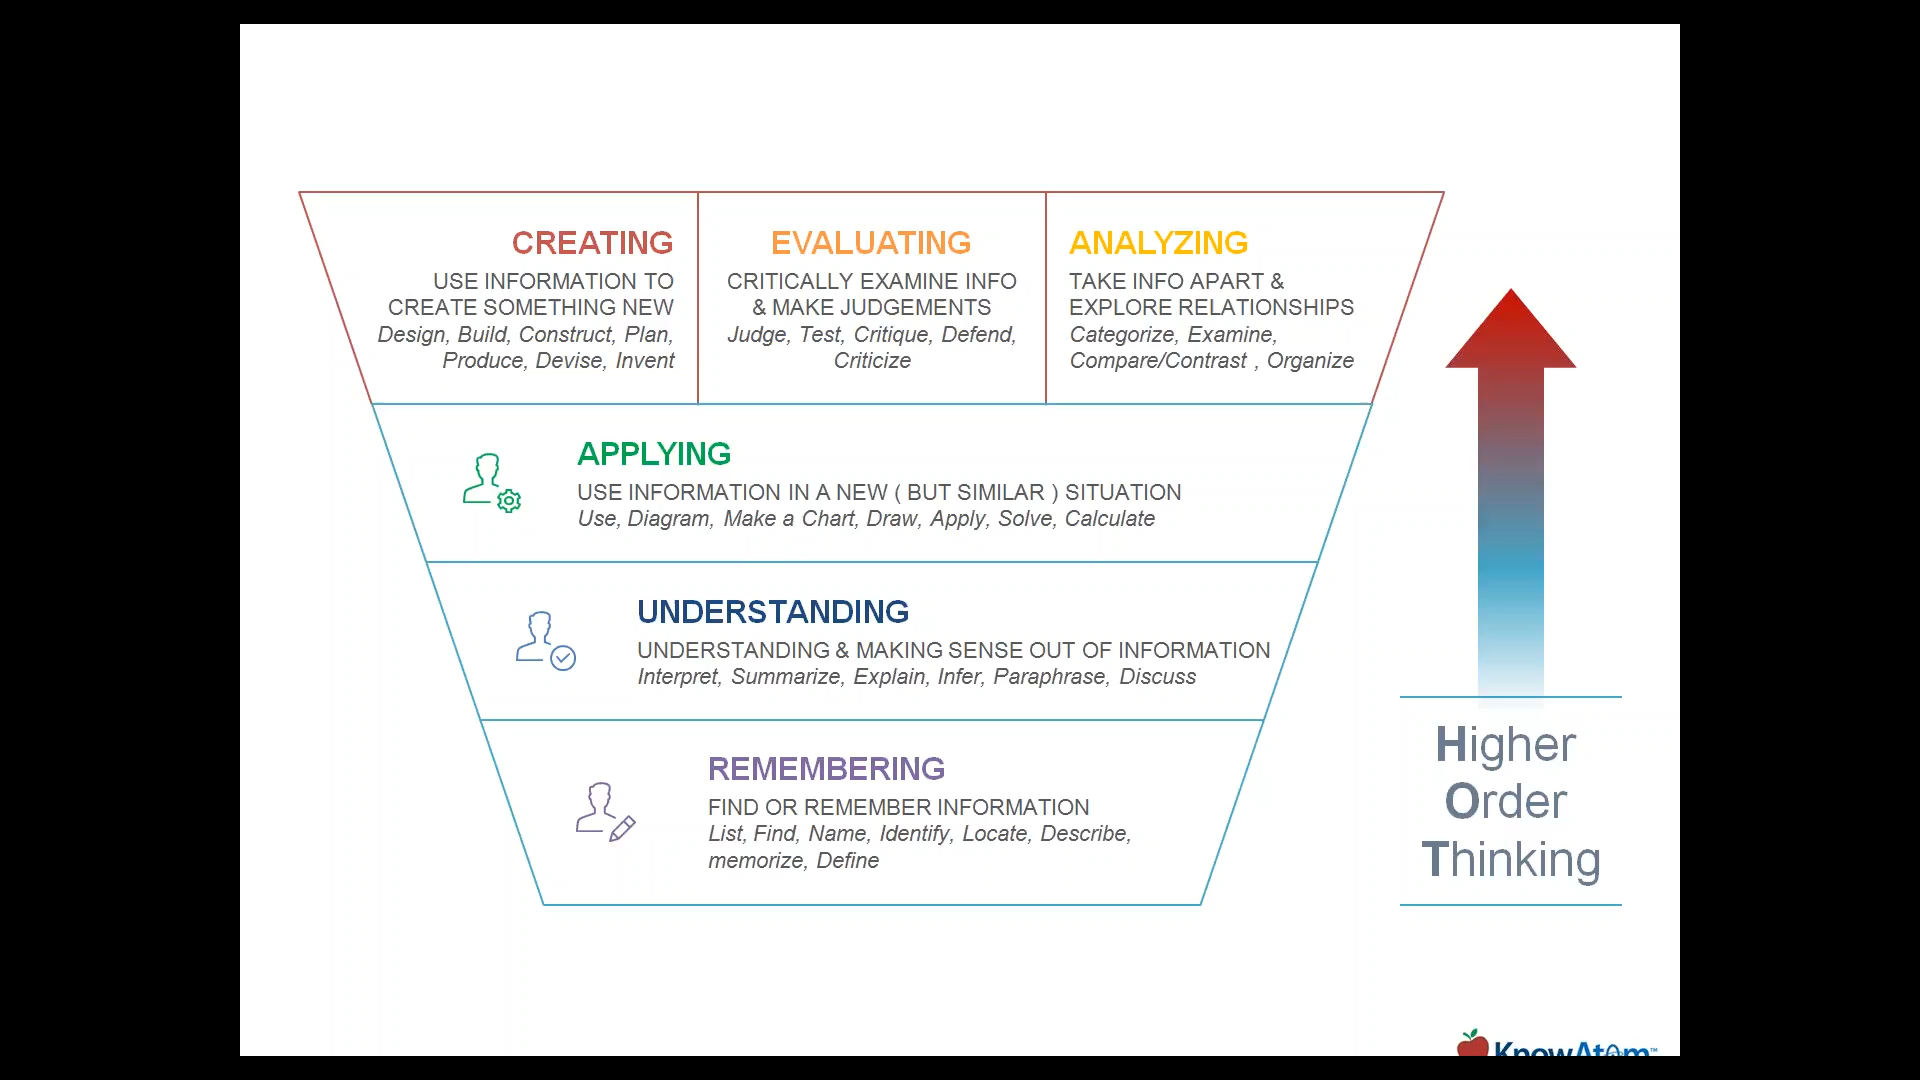 CREATING
USE INFORMATION TO
CREATE SOMETHING NEW
Design, Build, Construct, Plan,
Produce, Devise, Invent
EVALUATING
CRITICALLY EXAMINE INFO
& MAKE JUDGEMENTS
Judge, Test, Critique, Defend,
Criticize
ANALYZING
TAKE INFO APART &
EXPLORE RELATIONSHIPS
Categorize, Examine,
Compare/Contrast , Organize
APPLYING
USE INFORMATION IN A NEW ( BUT SIMILAR ) SITUATION
Use, Diagram, Make a Chart, Draw, Apply, Solve, Calculate
UNDERSTANDING
UNDERSTANDING & MAKING SENSE OUT OF INFORMATION
Interpret, Summarize, Explain, Infer, Paraphrase, Discuss
REMEMBERING
FIND OR REMEMBER INFORMATION
List, Find, Name, Identify, Locate, Describe,
memorize, Define
Higher
Order
Thinking
KnowAtom™